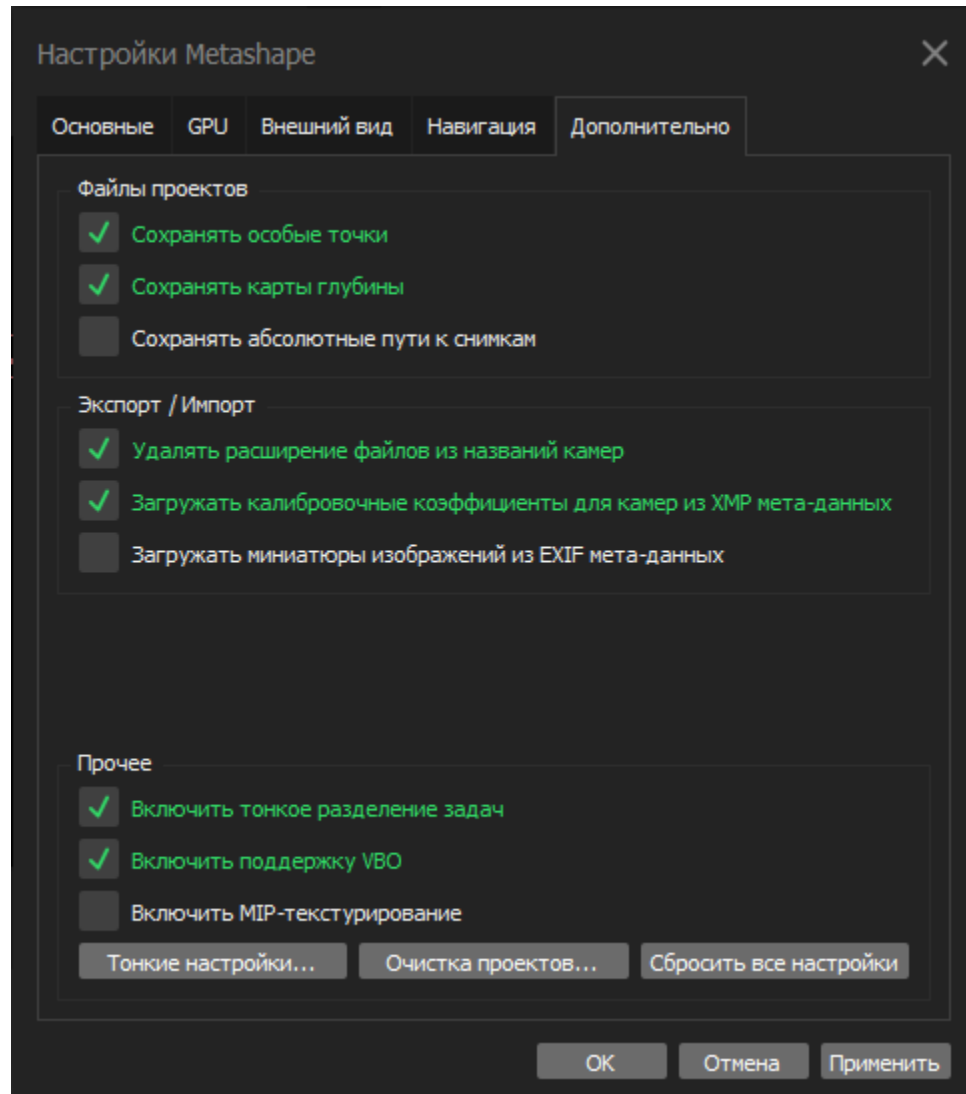 Настройки Metashape
Основные GPU Внешний вид Навигация Дополнительно
Файлы проектов
Сохранять особые точки
Сохранять карты глубины
Сохранять абсолютные пути к снимкам
Экспорт / Импорт
Удалять расширение файлов из названий камер
Загружать калибровочные коэффициенты для камер из XMP мета-данных
Загружать миниатюры изображений из EXIF мета-данных
Прочее
Включить тонкое разделение задач
Включить поддержку VBO
Включить MIP-текстурирование
Тонкие настройки... Очистка проектов... Сбросить все настройки
OK Отмена Применить